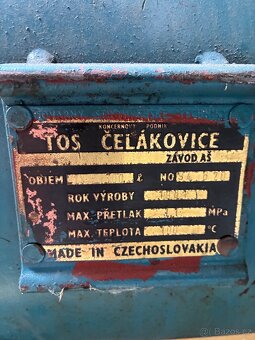 KONCERNOVÝ PODNIK
TOS ČELÁKOVICE
ZÁVOD AŠ
OBJEM ℓ NO
ROK VÝROBY
MAX. PŘETLAK MPa
MAX. TEPLOTA °C
MADE IN CZECHOSLOVAKIA